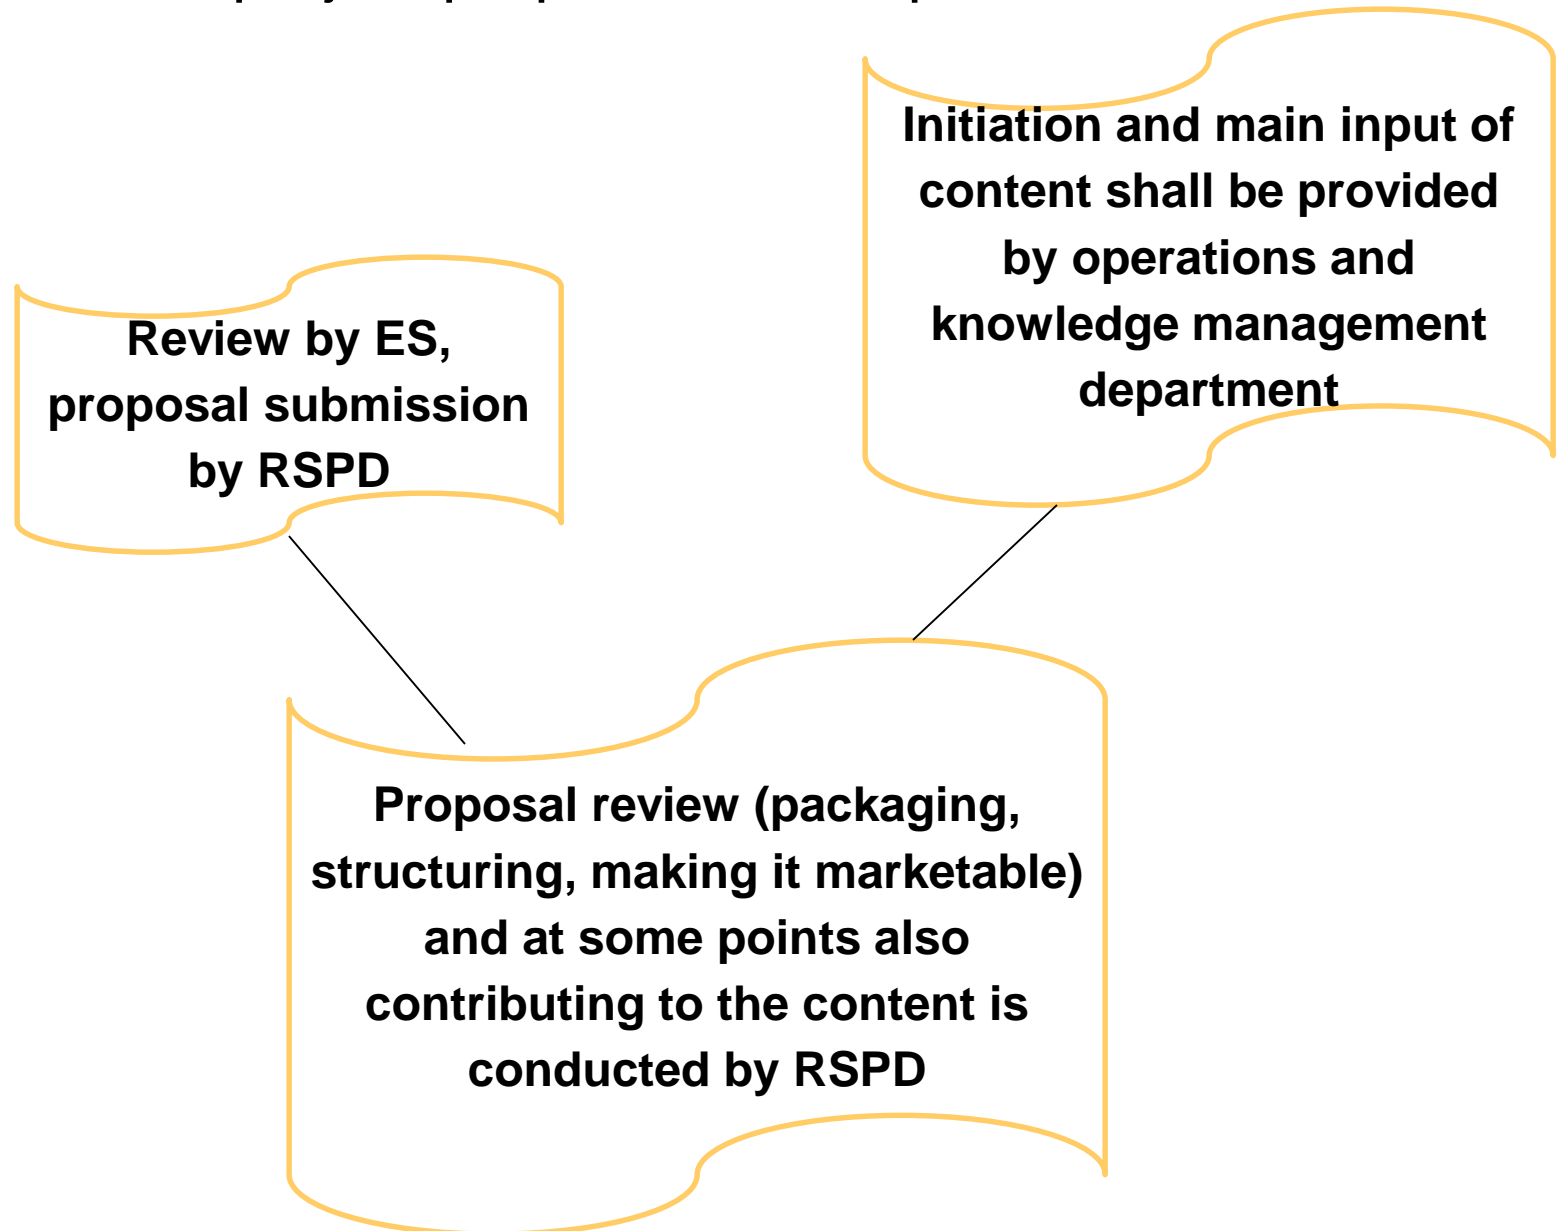 Initiation and main input of
content shall be provided
by operations and
knowledge management
department
Review by ES,
proposal submission
by RSPD
Proposal review (packaging,
structuring, making it marketable)
and at some points also
contributing to the content is
conducted by RSPD